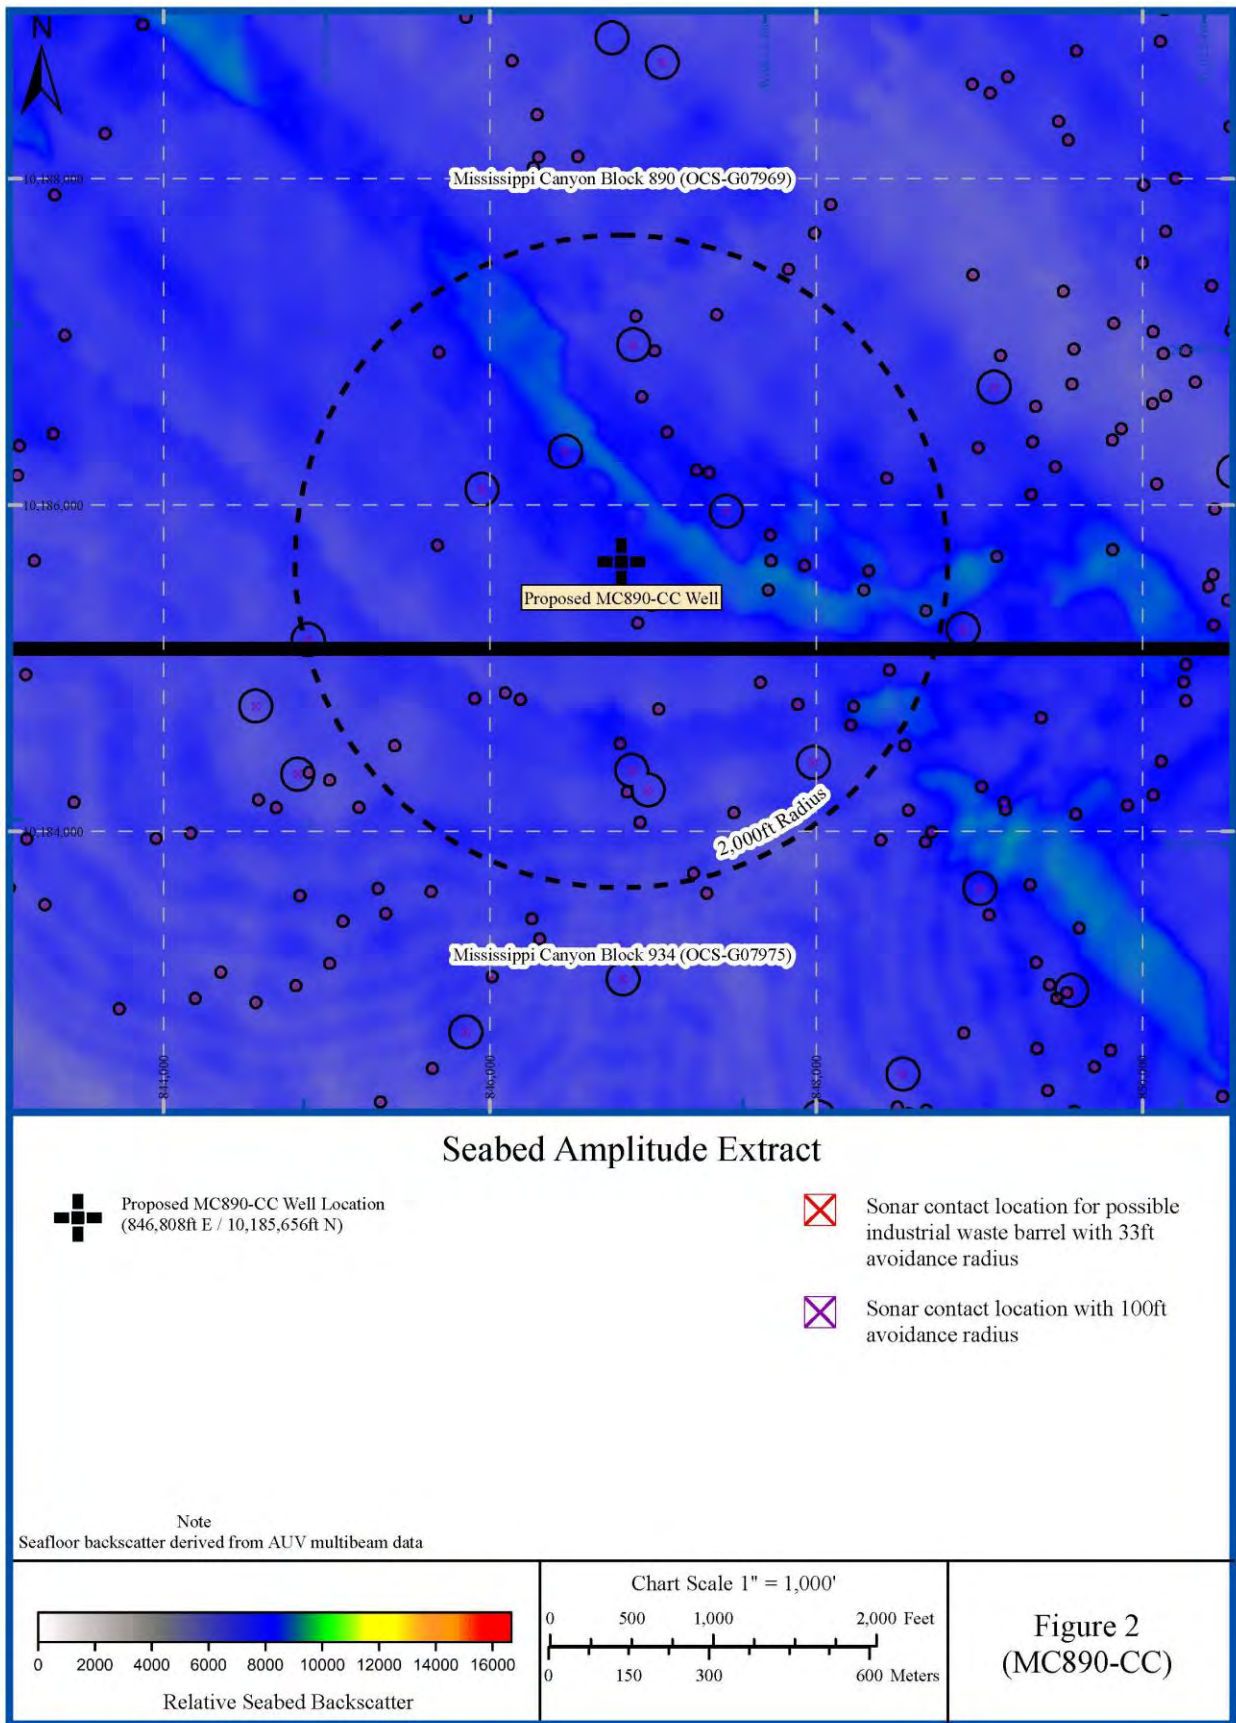 N
Mississippi Canyon Block 890 (OCS-G07969)
10,188,000
10,186,000
Proposed MC890-CC Well
10,184,000
2,000ft Radius
Mississippi Canyon Block 934 (OCS-G07975)
846,000
848,000
Seabed Amplitude Extract
Proposed MC890-CC Well Location
(846,808ft E / 10,185,656ft N)
Sonar contact location for possible
industrial waste barrel with 33ft
avoidance radius
Sonar contact location with 100ft
avoidance radius
Note
Seafloor backscatter derived from AUV multibeam data
0 2000 4000 6000 8000 10000 12000 14000 16000
Relative Seabed Backscatter
Chart Scale 1" = 1,000'
0 500 1,000 2,000 Feet
0 150 300 600 Meters
Figure 2
(MC890-CC)